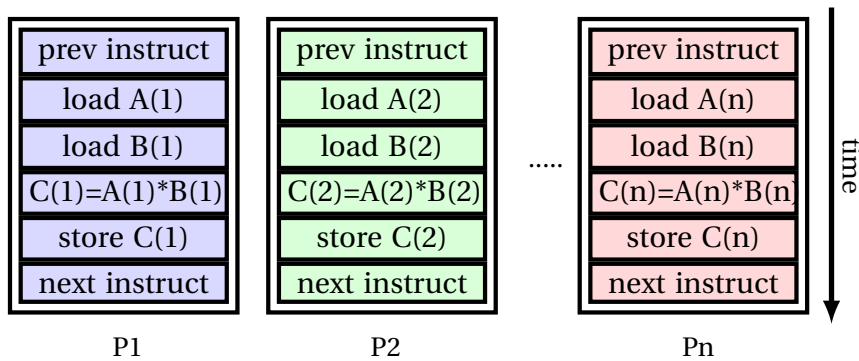 prev instruct
load A(1)
load B(1)
C(1)=A(1)*B(1)
store C(1)
next instruct
P1
prev instruct
load A(2)
load B(2)
C(2)=A(2)*B(2)
store C(2)
next instruct
P2
.....
prev instruct
load A(n)
load B(n)
C(n)=A(n)*B(n)
store C(n)
next instruct
Pn
time